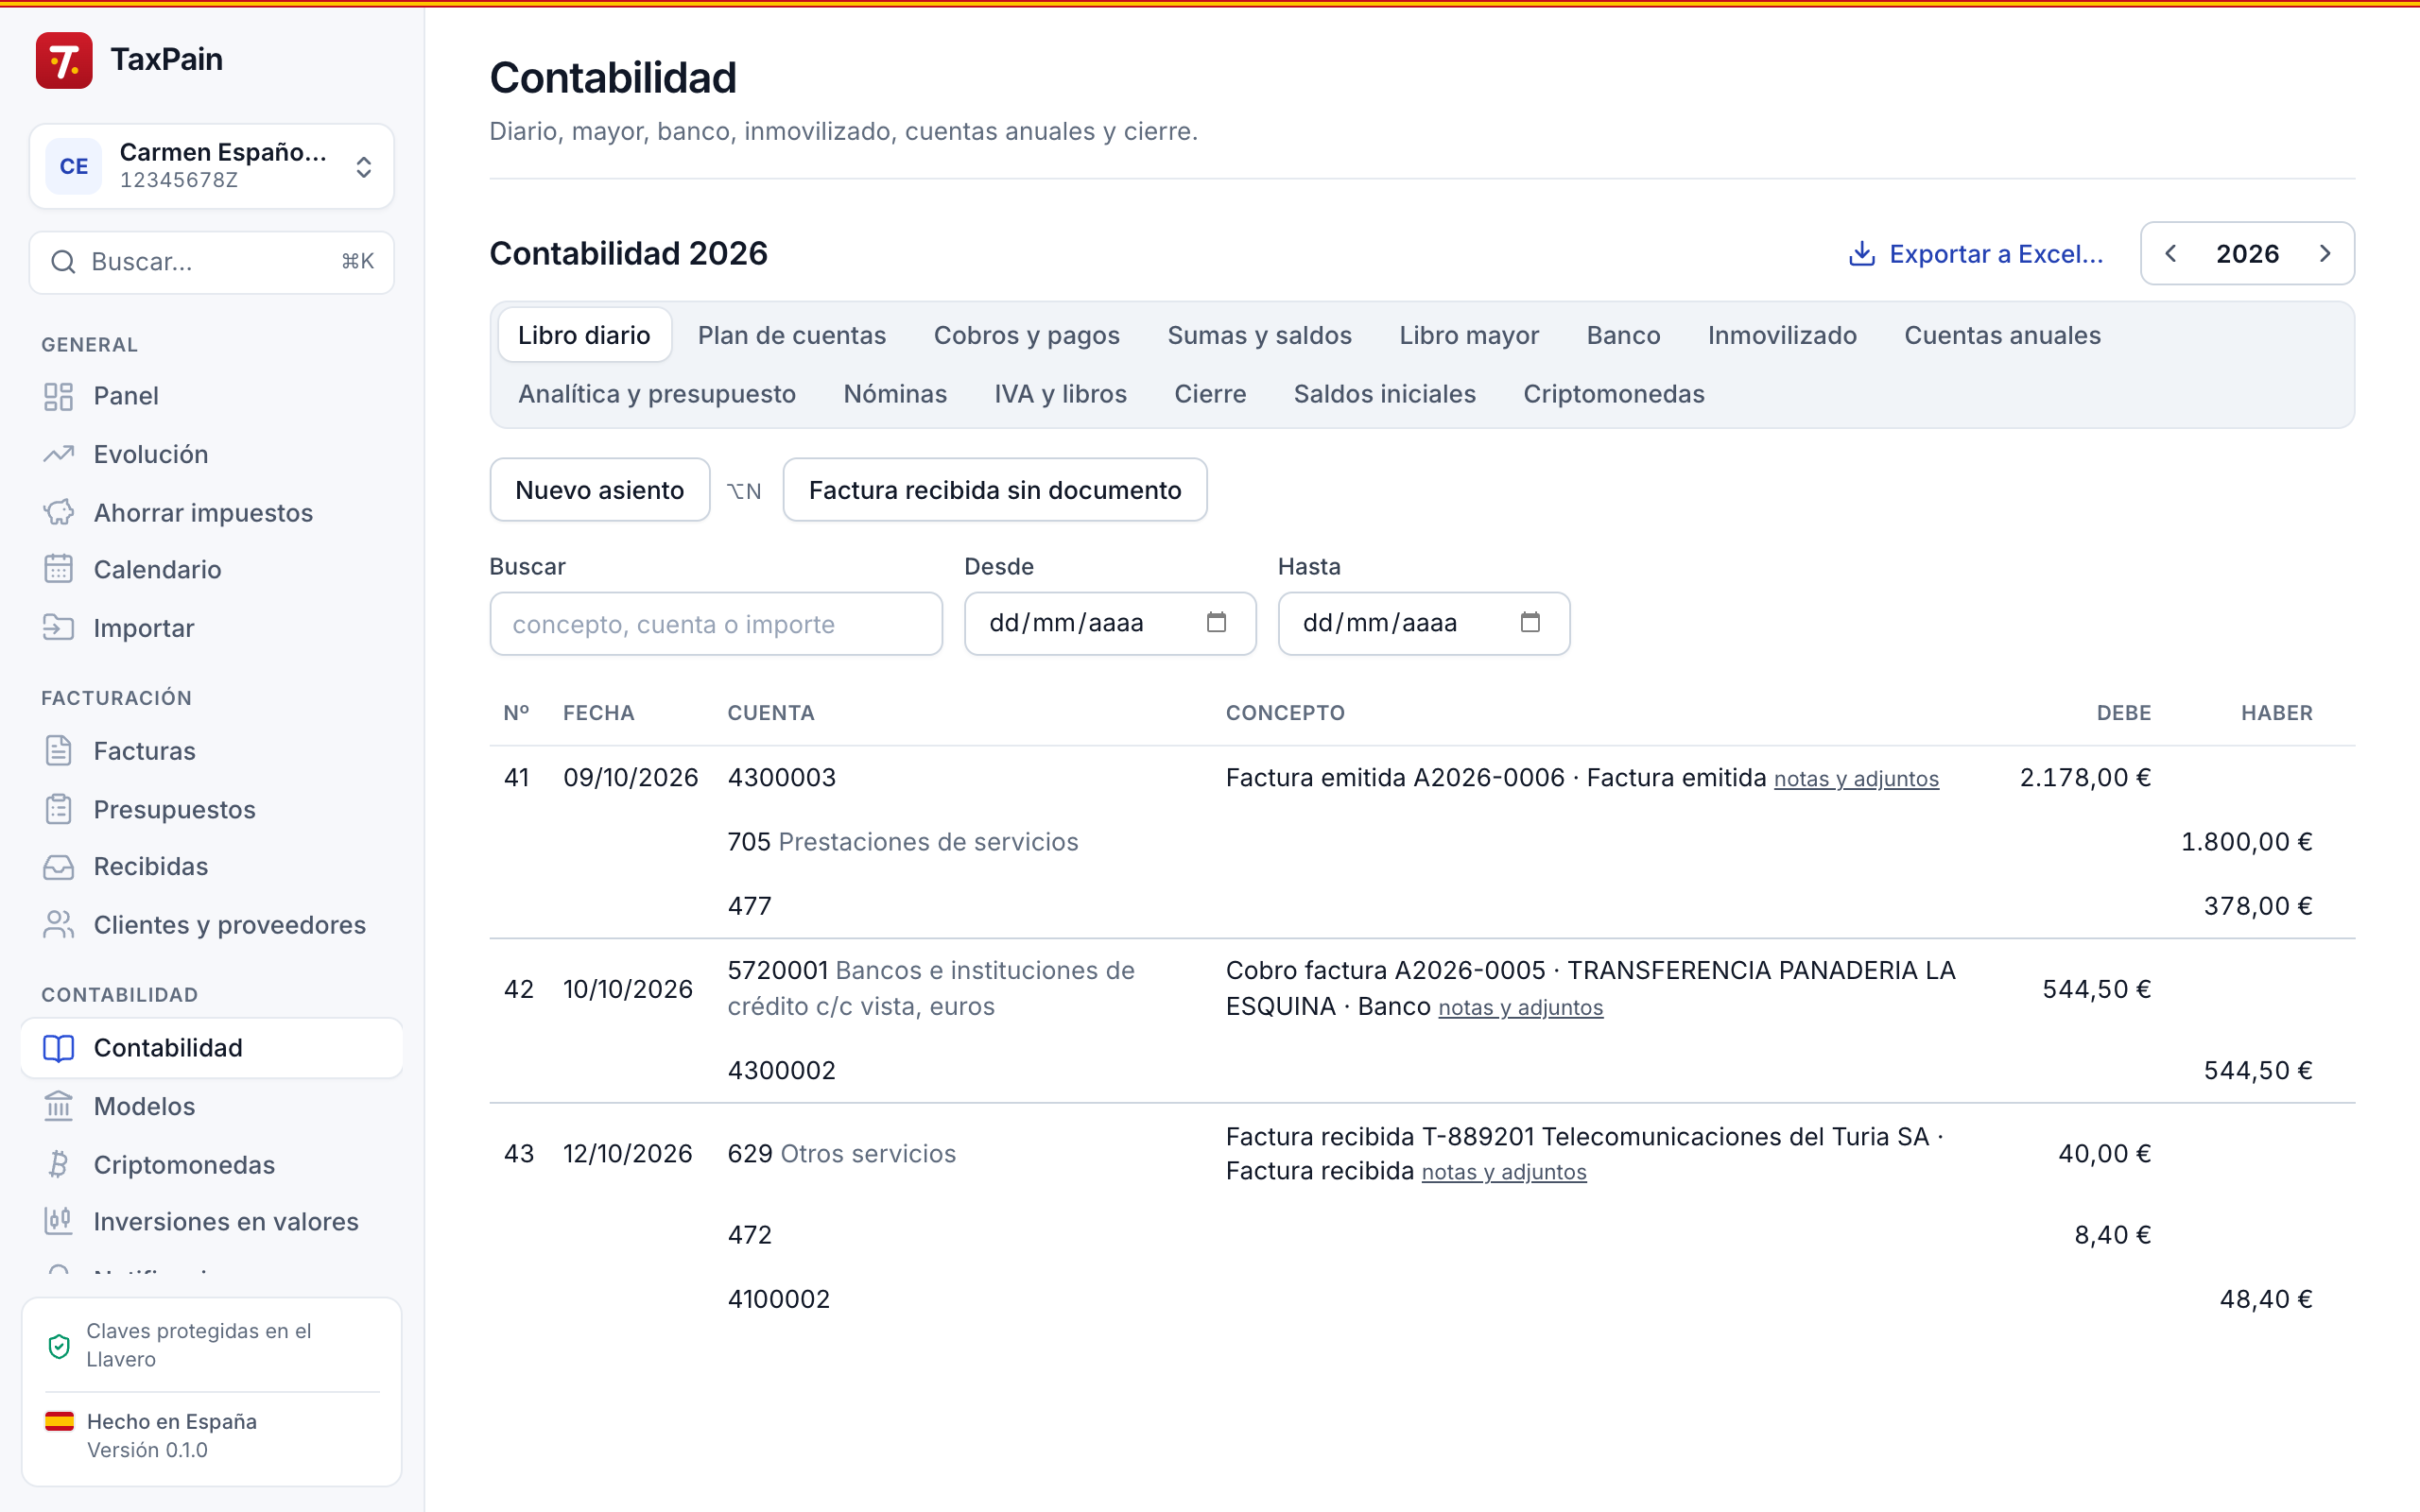 TaxPain
CE
Carmen Españo...
12345678Z
Buscar...
⌘K
GENERAL
Panel
Evolución
Ahorrar impuestos
Calendario
Importar
FACTURACIÓN
Facturas
Presupuestos
Recibidas
Clientes y proveedores
CONTABILIDAD
Contabilidad
Modelos
Criptomonedas
Inversiones en valores
Claves protegidas en el
Llavero
Hecho en España
Versión 0.1.0
Contabilidad
Diario, mayor, banco, inmovilizado, cuentas anuales y cierre.
Contabilidad 2026
Exportar a Excel...
2026
Libro diario Plan de cuentas Cobros y pagos Sumas y saldos Libro mayor Banco Inmovilizado Cuentas anuales
Analítica y presupuesto Nóminas IVA y libros Cierre Saldos iniciales Criptomonedas
Nuevo asiento ⌥N Factura recibida sin documento
Buscar Desde Hasta
concepto, cuenta o importe dd/mm/aaaa dd/mm/aaaa
Nº FECHA CUENTA CONCEPTO DEBE HABER
41 09/10/2026 4300003 Factura emitida A2026-0006 · Factura emitida notas y adjuntos 2.178,00 €
705 Prestaciones de servicios 1.800,00 €
477 378,00 €
42 10/10/2026 5720001 Bancos e instituciones de crédito c/c vista, euros Cobro factura A2026-0005 · TRANSFERENCIA PANADERIA LA ESQUINA · Banco notas y adjuntos 544,50 €
4300002 544,50 €
43 12/10/2026 629 Otros servicios Factura recibida T-889201 Telecomunicaciones del Turia SA · Factura recibida notas y adjuntos 40,00 €
472 8,40 €
4100002 48,40 €